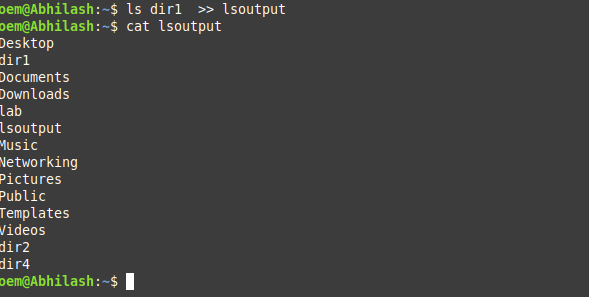 oem@Abhilash:~$ ls dir1  >> lsoutput
oem@Abhilash:~$ cat lsoutput
Desktop
dir1
Documents
Downloads
lab
lsoutput
Music
Networking
Pictures
Public
Templates
Videos
dir2
dir4
oem@Abhilash:~$